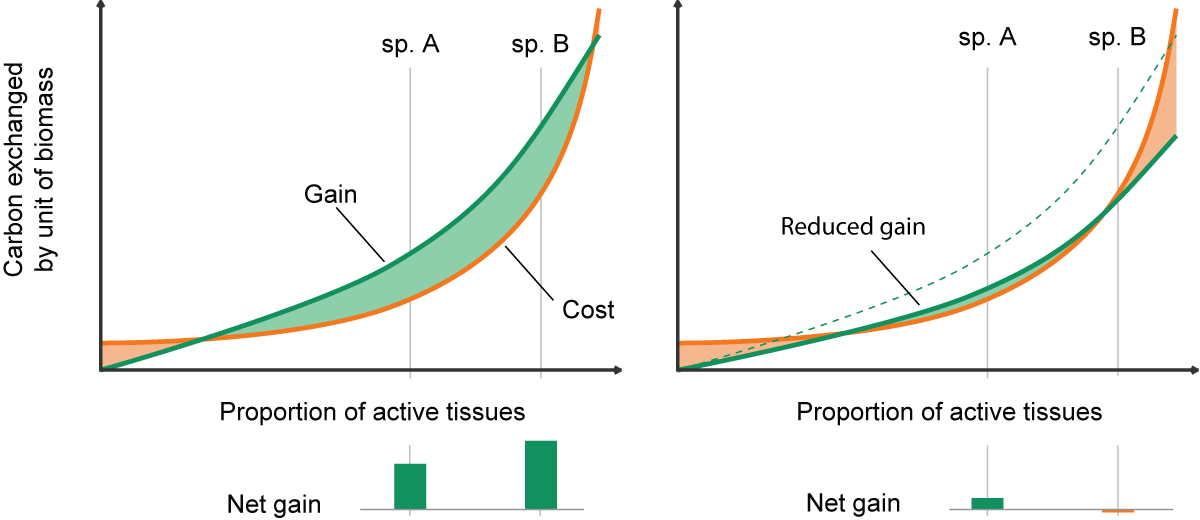 sp. A
sp. B
Carbon exchanged
by unit of biomass
Gain
Cost
Proportion of active tissues
Net gain
sp. A
sp. B
Reduced gain
Proportion of active tissues
Net gain